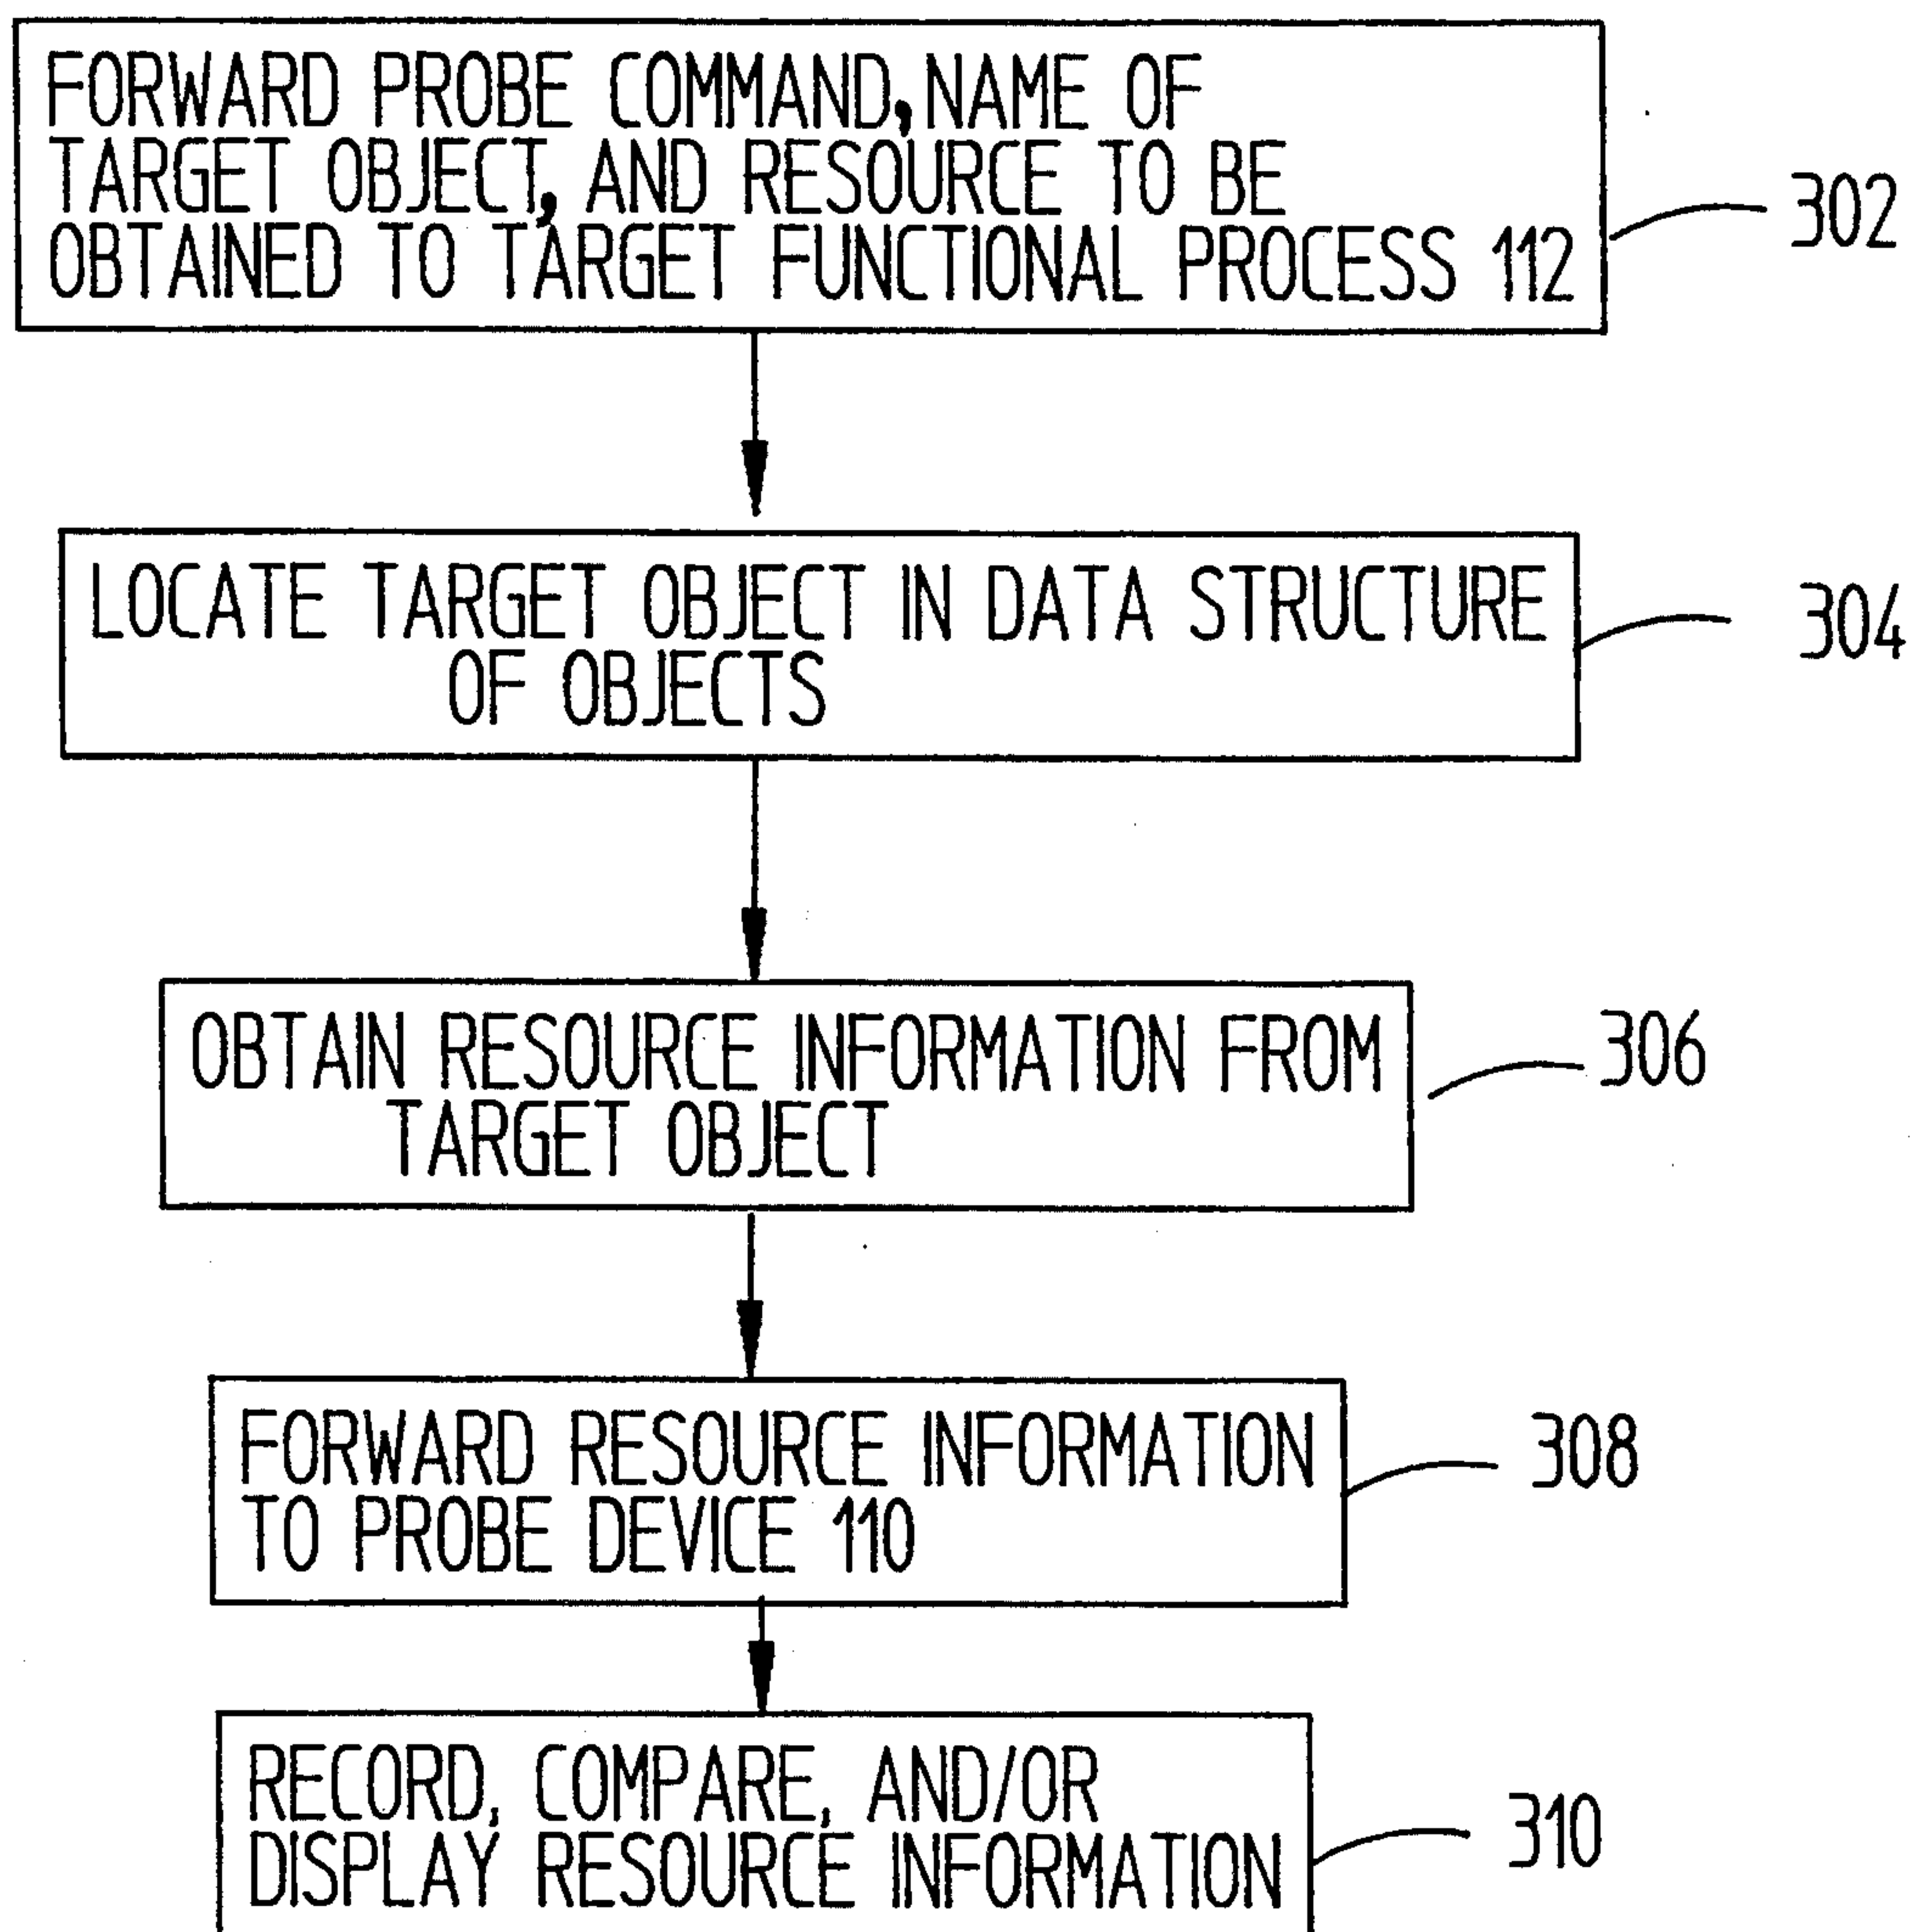 FORWARD PROBE COMMAND, NAME OF
TARGET OBJECT, AND RESOURCE TO BE
OBTAINED TO TARGET FUNCTIONAL PROCESS 112
302
LOCATE TARGET OBJECT IN DATA STRUCTURE
OF OBJECTS
304
OBTAIN RESOURCE INFORMATION FROM
TARGET OBJECT
306
FORWARD RESOURCE INFORMATION
TO PROBE DEVICE 110
308
RECORD, COMPARE, AND/OR
DISPLAY RESOURCE INFORMATION
310